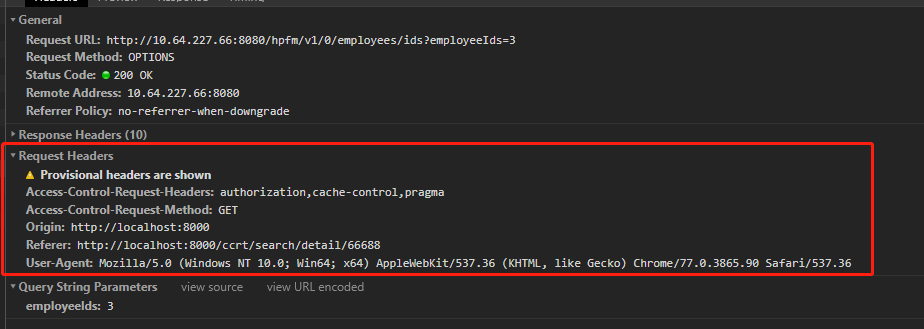 Headers Preview Response Timing
General
Request URL: http://10.64.227.66:8080/hpfm/v1/0/employees/ids?employeeIds=3
Request Method: OPTIONS
Status Code: 200 OK
Remote Address: 10.64.227.66:8080
Referrer Policy: no-referrer-when-downgrade
Response Headers (10)
Request Headers
Provisional headers are shown
Access-Control-Request-Headers: authorization,cache-control,pragma
Access-Control-Request-Method: GET
Origin: http://localhost:8000
Referer: http://localhost:8000/ccrt/search/detail/66688
User-Agent: Mozilla/5.0 (Windows NT 10.0; Win64; x64) AppleWebKit/537.36 (KHTML, like Gecko) Chrome/77.0.3865.90 Safari/537.36
Query String Parameters view source view URL encoded
employeeIds: 3